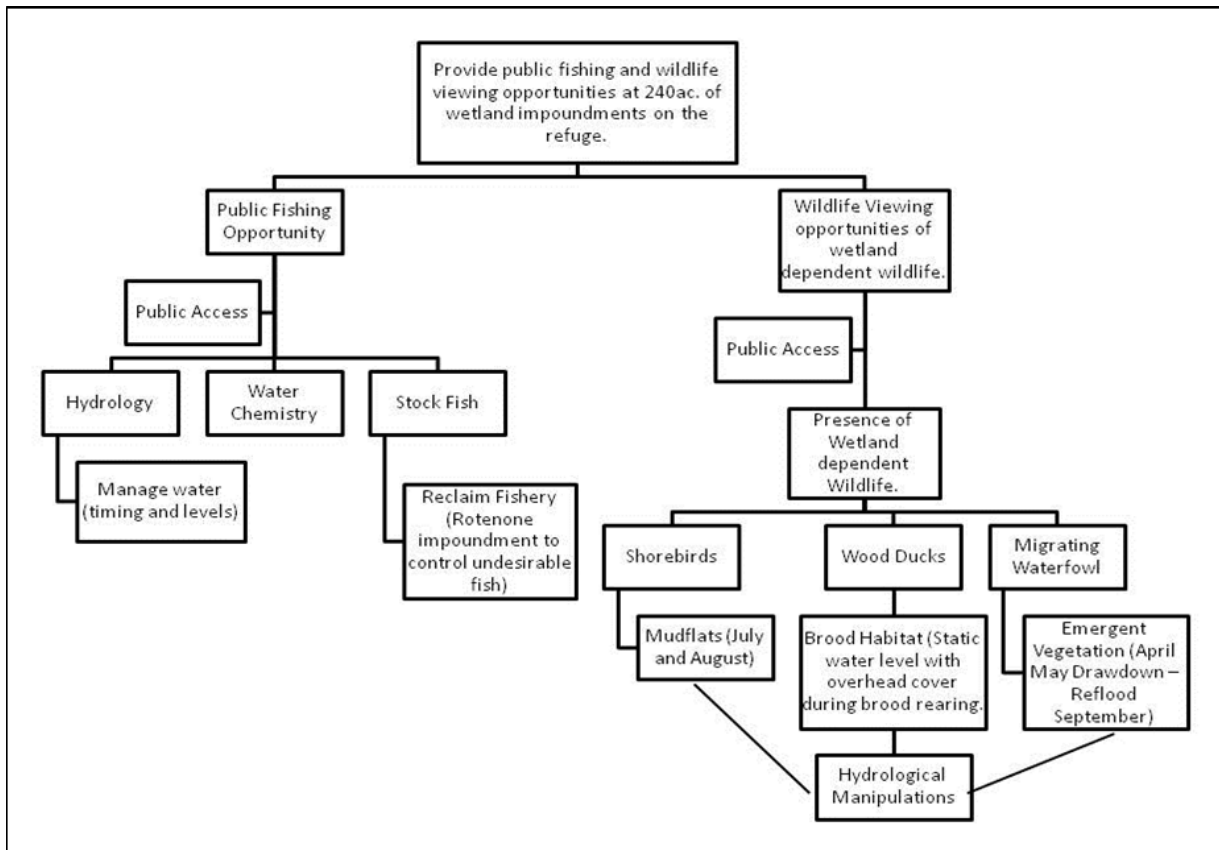 Provide public fishing and wildlife
viewing opportunities at 240ac. of
wetland impoundments on the
refuge.
Public Fishing
Opportunity
Wildlife Viewing
opportunities of
wetland
dependent wildlife.
Public Access
Public Access
Hydrology
Water
Chemistry
Stock Fish
Presence of
Wetland
dependent
Wildlife.
Manage water
(timing and levels)
Reclaim Fishery
(Rotenone
impoundment to
control undesirable
fish)
Shorebirds
Wood Ducks
Migrating
Waterfowl
Mudflats (July
and August)
Brood Habitat (Static
water level with
overhead cover
during brood rearing.
Emergent
Vegetation (April
May Drawdown –
Reflood
September)
Hydrological
Manipulations